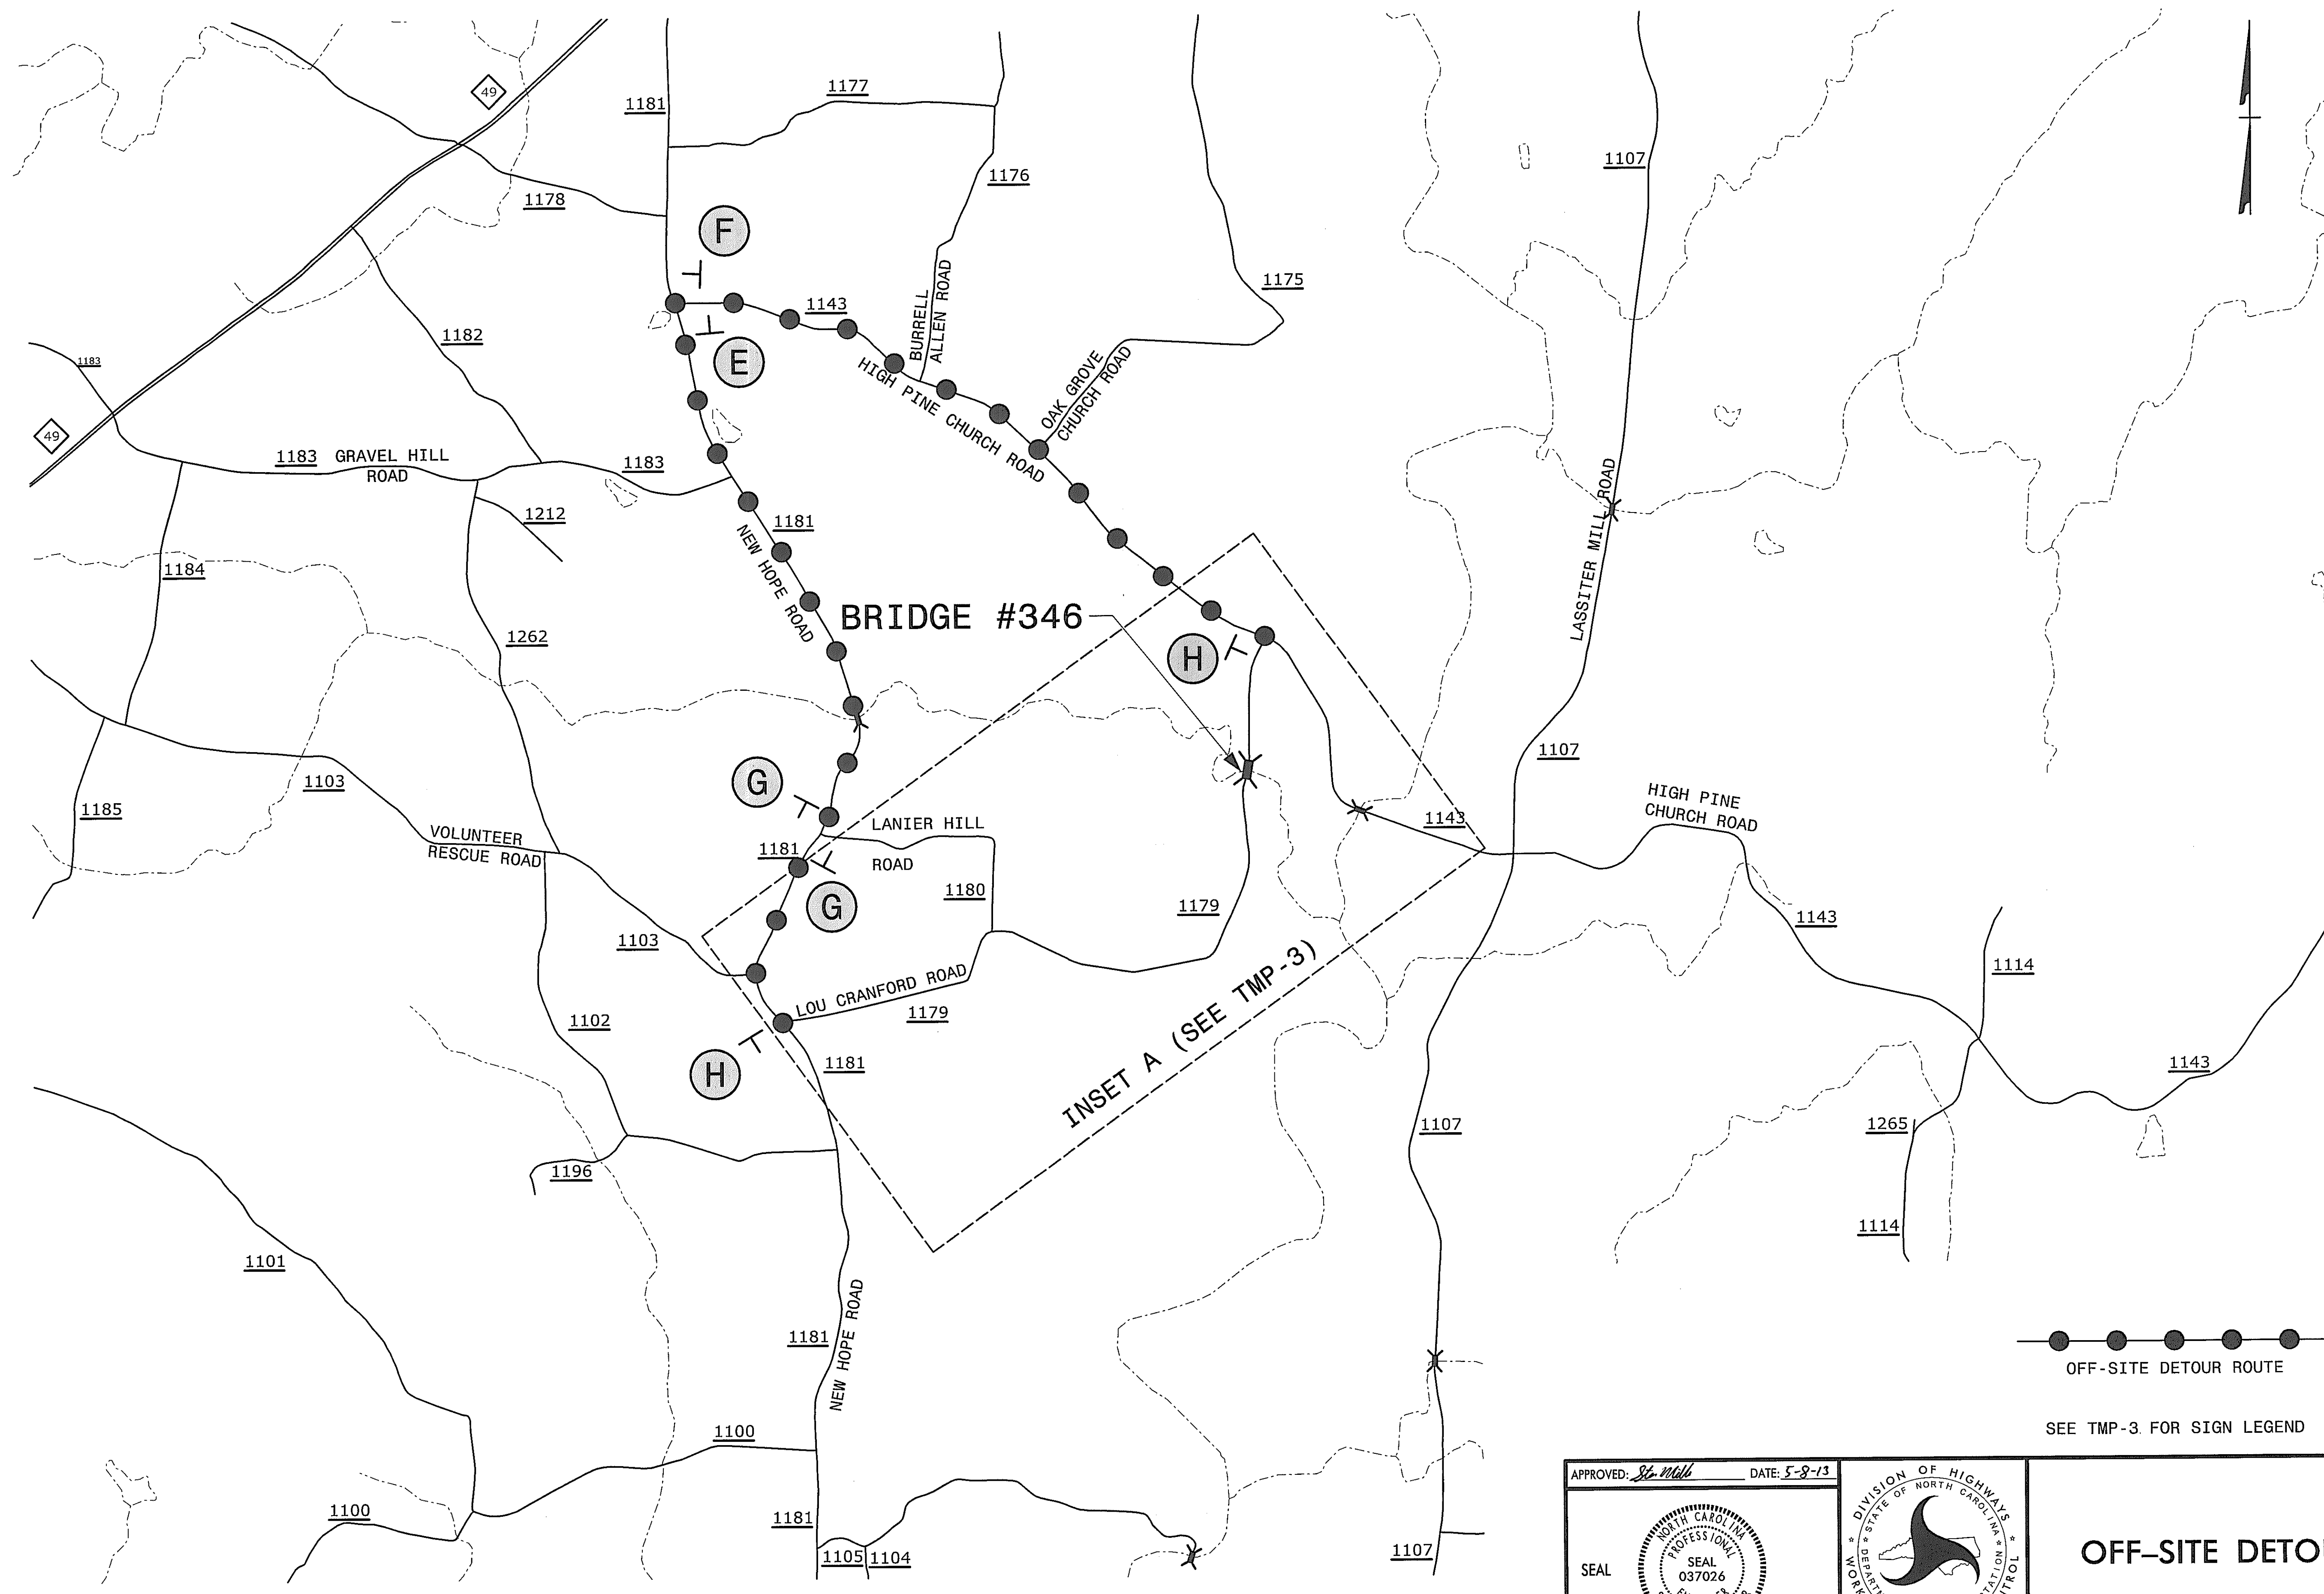 49
1181
1177
1176
1107
1178
F
1175
1143
1182
E
BURRELL
ALLEN ROAD
1183
HIGH PINE CHURCH ROAD
OAK GROVE
CHURCH ROAD
49
1183
GRAVEL HILL
ROAD
1183
1212
1181
NEW HOPE ROAD
LASSITER MILL ROAD
1184
BRIDGE #346
1262
H
1107
1103
G
1185
HIGH PINE
CHURCH ROAD
VOLUNTEER
RESCUE ROAD
LANIER HILL
ROAD
1181
1143
1180
G
1179
1143
1103
1114
LOU CRANFORD ROAD
1179
1102
INSET A (SEE TMP-3)
H
1181
1143
1107
1265
1196
1114
1101
1181
NEW HOPE ROAD
OFF-SITE DETOUR ROUTE
1100
SEE TMP-3 FOR SIGN LEGEND
1100
1181
1105
1104
1107
APPROVED:
DATE: 5-8-13
SEAL
NORTH CAROLINA
PROFESSIONAL
SEAL
037026
DIVISION OF HIGHWAYS
STATE OF NORTH CAROLINA
OFF-SITE DETO